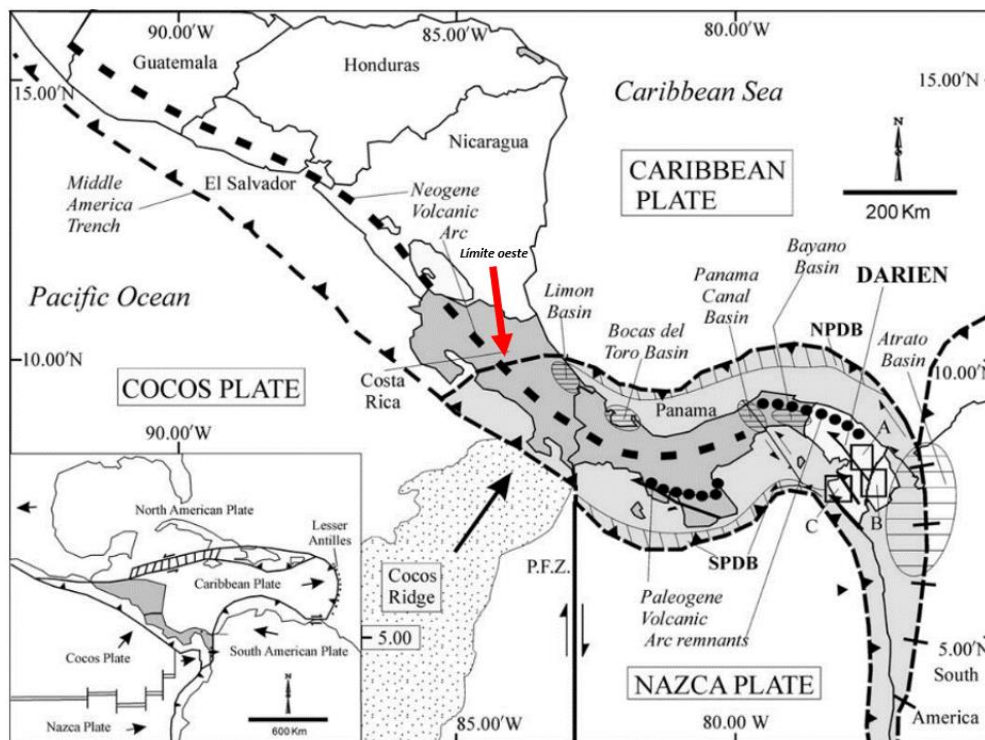 90.00'W
85.00'W
80.00'W
Guatemala
Honduras
15.00'N
Caribbean Sea
15.00'N
N
S
Nicaragua
CARIBBEAN
PLATE
200 Km
El Salvador
Middle
America
Trench
Neogene
Volcanic
Arc
Límite oeste
Bayano
Basin
Panama
Canal
Basin
DARIEN
Pacific Ocean
Limon
Basin
Bocas del
Toro Basin
NPDB
Atrato
Basin
10.00'N
10.00'N
COCOS PLATE
Costa
Rica
Panama
A
90.00'W
C
B
North American Plate
Lesser
Antilles
Caribbean Plate
Cocos Plate
South American Plate
Nazca Plate
N
S
600 Km
Cocos
Ridge
P.F.Z.
SPDB
Paleogene
Volcanic
Arc remnants
5.00
5.00'N
South
America
NAZCA PLATE
85.00'W
80.00 W